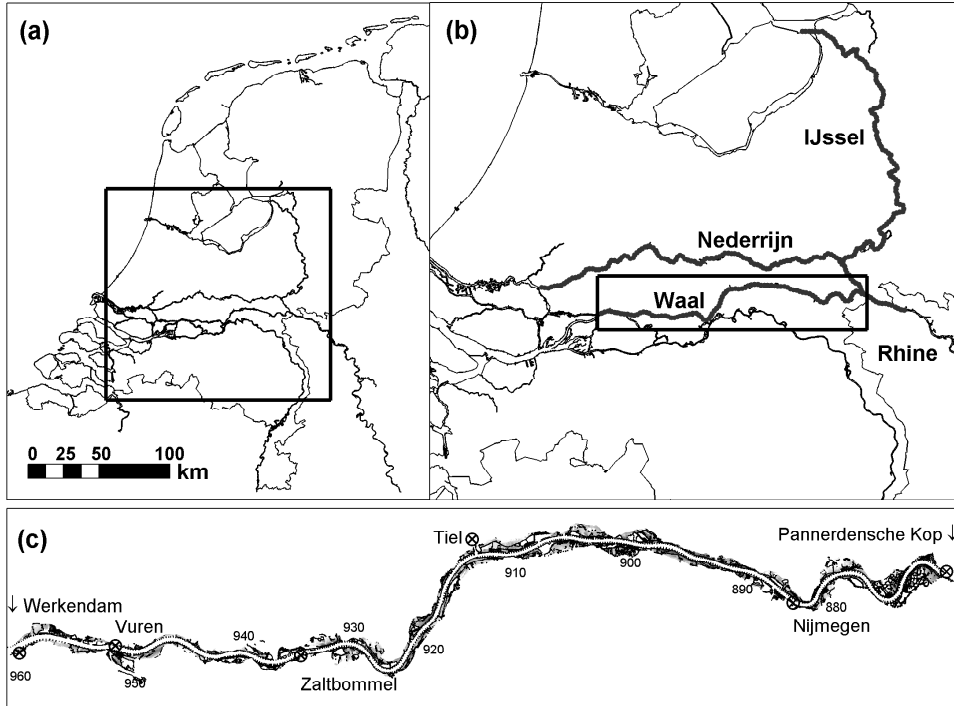 (a)
0 25 50 100
km
(b)
IJssel
Nederrijn
Waal
Rhine
(c)
Tiel
Pannerdensche Kop ↓
910
900
890
880
↓ Werkendam
Vuren
940
930
920
Nijmegen
960
950
Zaltbommel